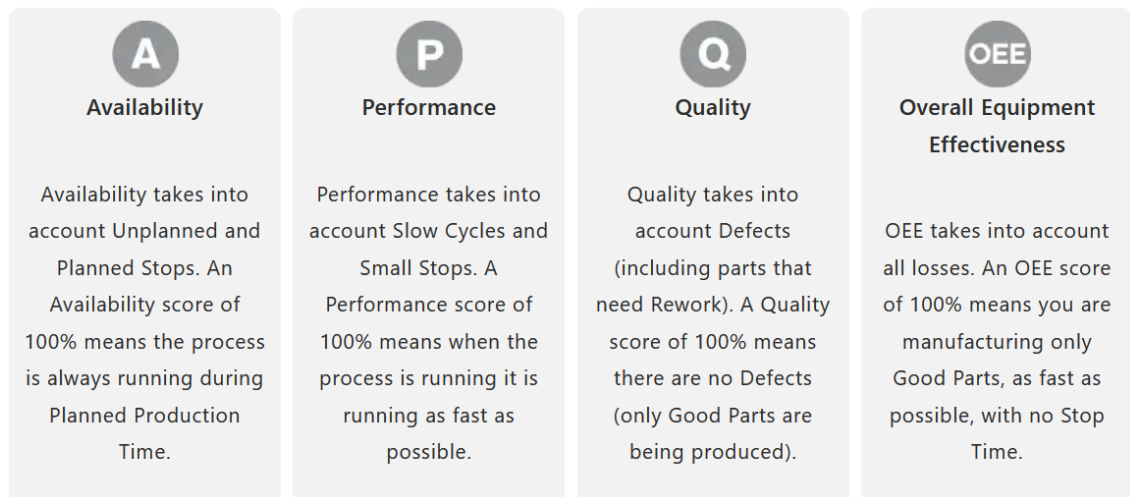 A
Availability
Availability takes into
account Unplanned and
Planned Stops. An
Availability score of
100% means the process
is always running during
Planned Production
Time.
P
Performance
Performance takes into
account Slow Cycles and
Small Stops. A
Performance score of
100% means when the
process is running it is
running as fast as
possible.
Q
Quality
Quality takes into
account Defects
(including parts that
need Rework). A Quality
score of 100% means
there are no Defects
(only Good Parts are
being produced).
OEE
Overall Equipment
Effectiveness
OEE takes into account
all losses. An OEE score
of 100% means you are
manufacturing only
Good Parts, as fast as
possible, with no Stop
Time.